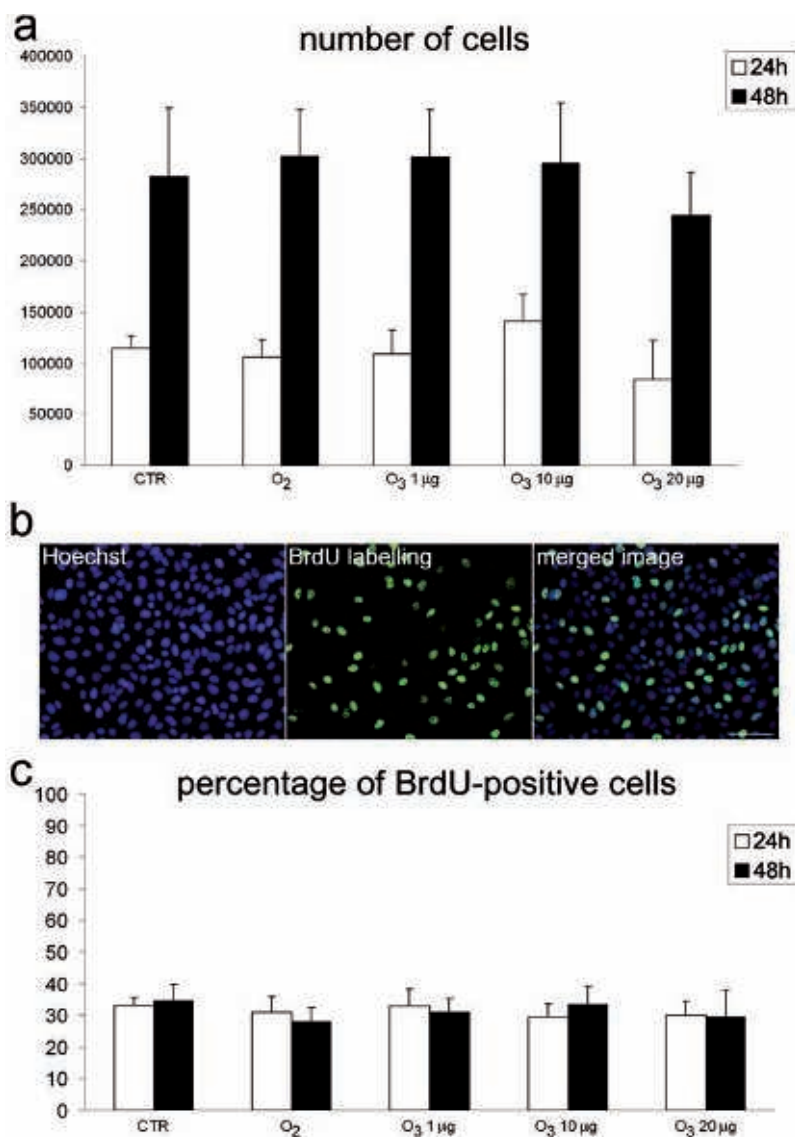 a
number of cells
24h
48h
400000
350000
300000
250000
200000
150000
100000
50000
0
CTR O₂ O₃ 1 µg O₃ 10 µg O₃ 20 µg
b
Hoechst BrdU labelling merged image
c
percentage of BrdU-positive cells
24h
48h
100
90
80
70
60
50
40
30
20
10
0
CTR O₂ O₃ 1 µg O₃ 10 µg O₃ 20 µg